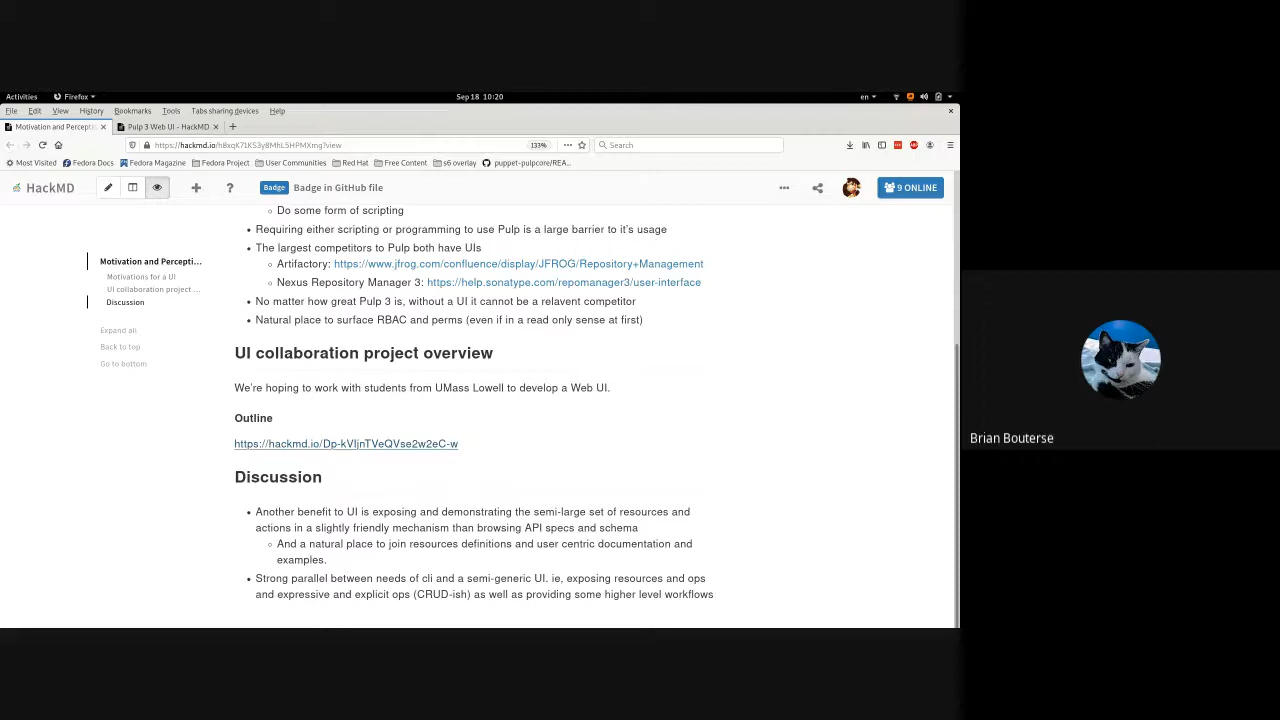 Activities Firefox Sep 18 10:20 en
File Edit View History Bookmarks Tools Tabs sharing devices Help
Motivation and Percepti Pulp 3 Web UI - HackMD
133% Search
Most Visited Fedora Docs Fedora Magazine Fedora Project User Communities Red Hat Free Content s6 overlay puppet-pulpcore/REA...
HackMD Badge Badge in GitHub file 9 ONLINE
Do some form of scripting
Requiring either scripting or programming to use Pulp is a large barrier to it's usage
The largest competitors to Pulp both have UIs
Artifactory: https://www.jfrog.com/confluence/display/JFROG/Repository+Management
Nexus Repository Manager 3: https://help.sonatype.com/repomanager3/user-interface
No matter how great Pulp 3 is, without a UI it cannot be a relavent competitor
Natural place to surface RBAC and perms (even if in a read only sense at first)
Motivation and Percepti...
Motivations for a UI
UI collaboration project ...
Discussion
Expand all
Back to top
Go to bottom
UI collaboration project overview
We're hoping to work with students from UMass Lowell to develop a Web UI.
Outline
https://hackmd.io/Dp-kVIjnTVeQVse2w2eC-w
Discussion
Another benefit to UI is exposing and demonstrating the semi-large set of resources and
actions in a slightly friendly mechanism than browsing API specs and schema
And a natural place to join resources definitions and user centric documentation and
examples.
Strong parallel between needs of cli and a semi-generic UI. ie, exposing resources and ops
and expressive and explicit ops (CRUD-ish) as well as providing some higher level workflows
Brian Bouterse